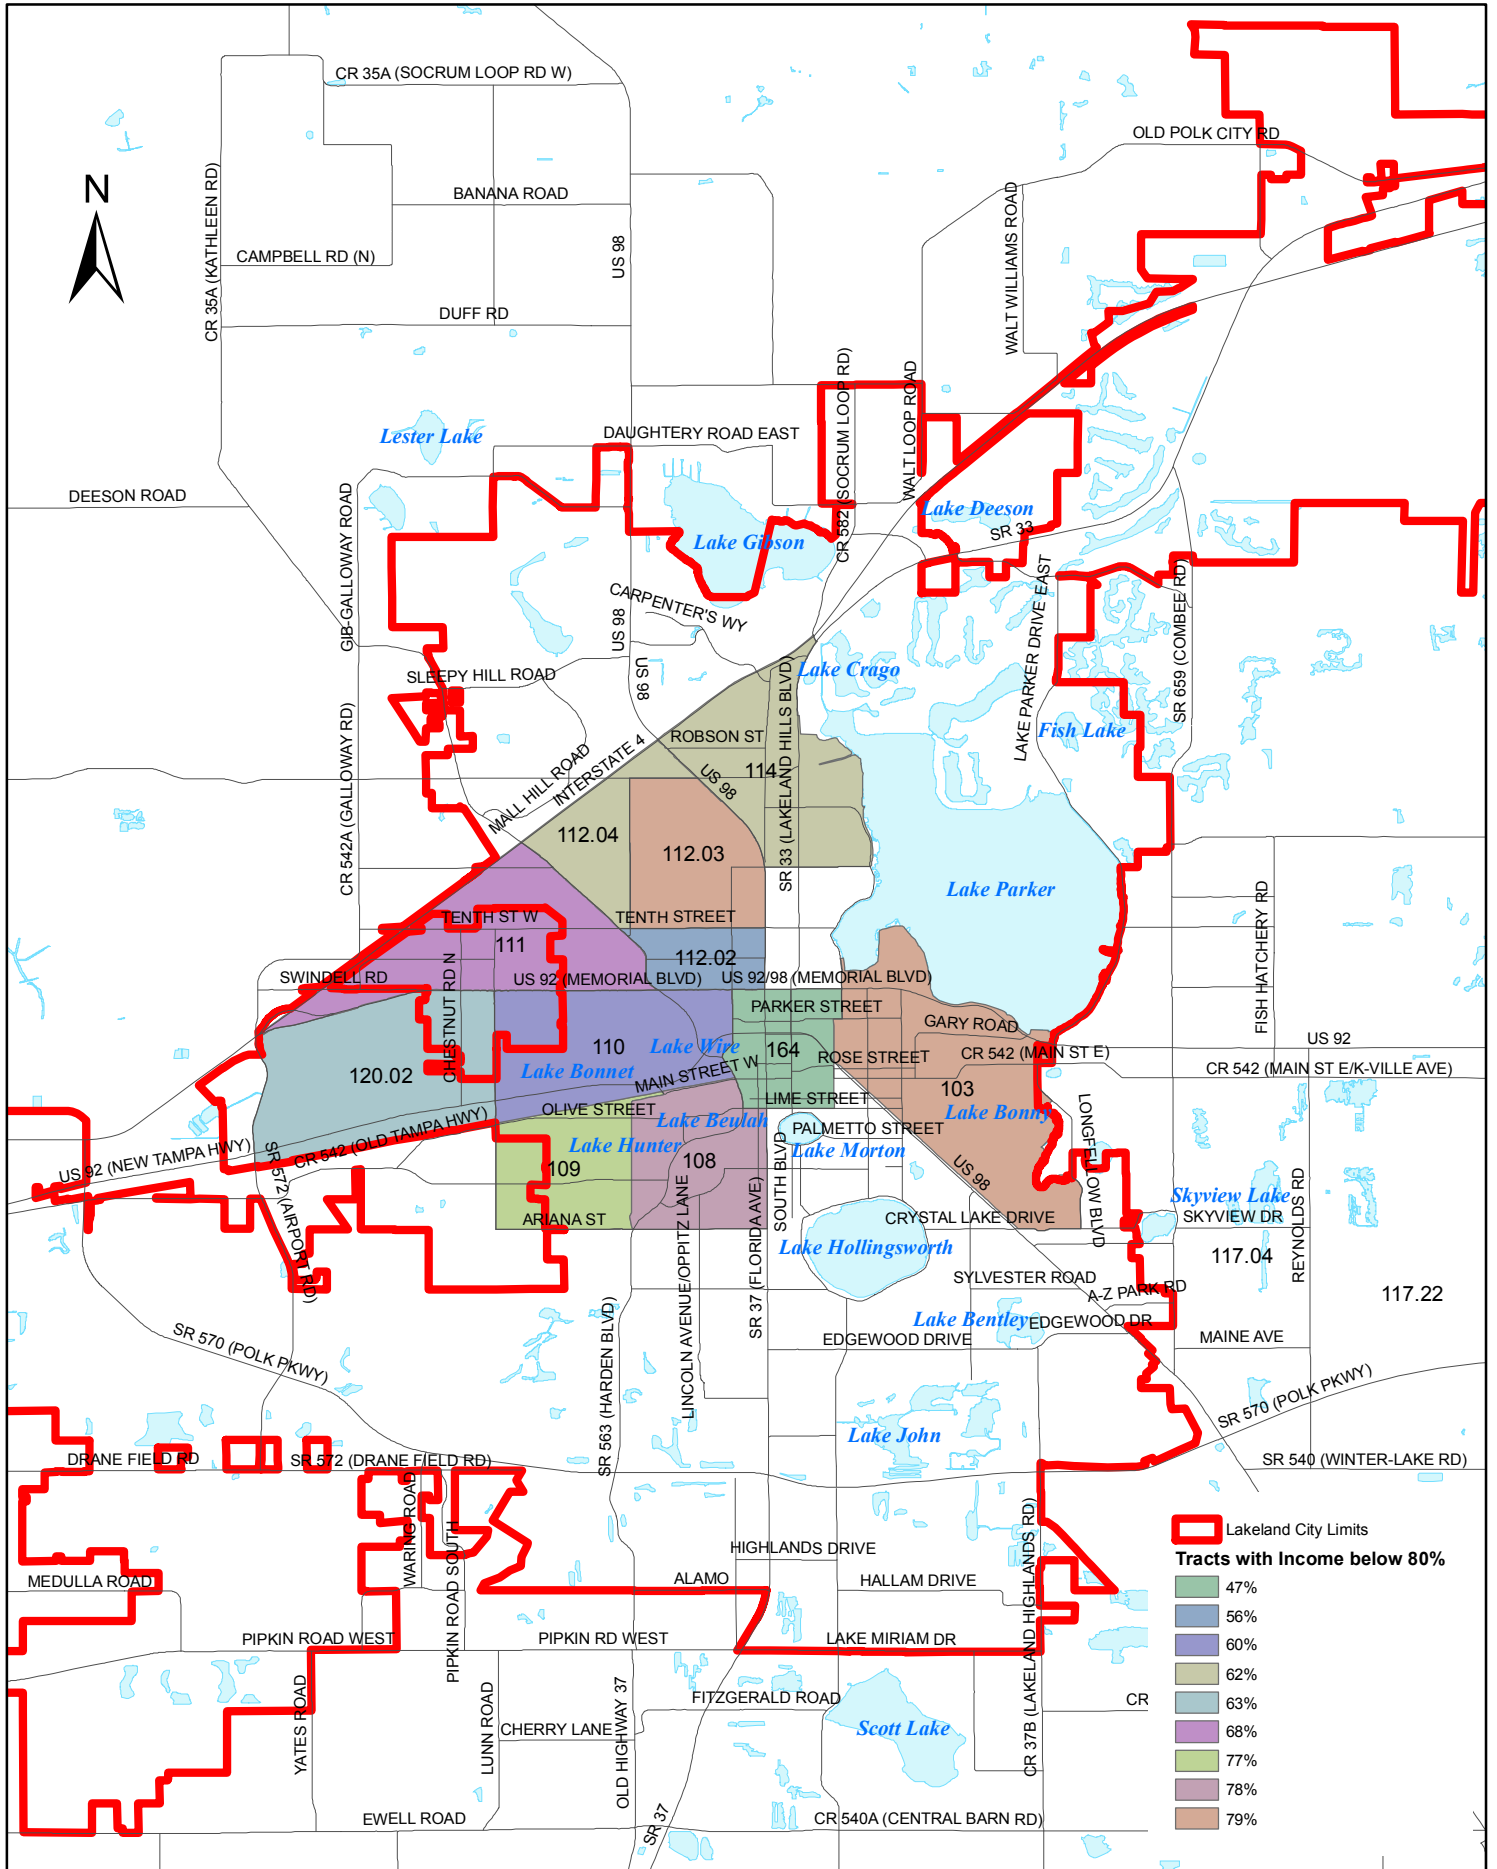 CR 35A (SOCRUM LOOP RD W)
OLD POLK CITY RD
N
CR 35A (KATHLEEN RD)
BANANA ROAD
WALT WILLIAMS ROAD
US 98
CAMPBELL RD (N)
DUFF RD
CR 582 (SOCRUM LOOP RD)
WALT LOOP ROAD
Lester Lake
DAUGHTERY ROAD EAST
DEESON ROAD
GIB-GALLOWAY ROAD
Lake Deeson
SR 33
Lake Gibson
CARPENTER'S WY
US 98
LAKE PARKER DRIVE EAST
SR 659 (COMBEE RD)
SLEEPY HILL ROAD
US 98
Lake Crago
SR 33 (LAKELAND HILLS BLVD)
Fish Lake
CR 542A (GALLOWAY RD)
ROBSON ST
MALL HILL ROAD
INTERSTATE 4
US 98
114
112.04
112.03
Lake Parker
TENTH ST W
TENTH STREET
FISH HATCHERY RD
111
112.02
SWINDELL RD
CHESTNUT RD N
US 92 (MEMORIAL BLVD)
US 92/98 (MEMORIAL BLVD)
PARKER STREET
GARY ROAD
US 92
110
Lake Wire
164
ROSE STREET
CR 542 (MAIN ST E)
CR 542 (MAIN ST E/K-VILLE AVE)
120.02
Lake Bonnet
MAIN STREET W
103
OLIVE STREET
LIME STREET
Lake Bonny
LONGFELLOW BLVD
Lake Beulah
PALMETTO STREET
US 92 (NEW TAMPA HWY)
CR 542 (OLD TAMPA HWY)
Lake Hunter
Lake Morton
SR 572 (AIRPORT RD)
109
108
SOUTH BLVD
US 98
Skyview Lake
REYNOLDS RD
ARIANA ST
LINCOLN AVENUE/OPPITZ LANE
SR 37 (FLORIDA AVE)
CRYSTAL LAKE DRIVE
SKYVIEW DR
Lake Hollingsworth
117.04
SYLVESTER ROAD
A-Z PARK RD
117.22
SR 563 (HARDEN BLVD)
Lake Bentley
EDGEWOOD DR
SR 570 (POLK PKWY)
EDGEWOOD DRIVE
MAINE AVE
SR 570 (POLK PKWY)
Lake John
DRANE FIELD RD
SR 572 (DRANE FIELD RD)
SR 540 (WINTER-LAKE RD)
WARING ROAD
PIPKIN ROAD SOUTH
CR 37B (LAKELAND HIGHLANDS RD)
Lakeland City Limits
HIGHLANDS DRIVE
Tracts with Income below 80%
MEDULLA ROAD
ALAMO
HALLAM DRIVE
47%
56%
PIPKIN ROAD WEST
PIPKIN RD WEST
LAKE MIRIAM DR
60%
62%
YATES ROAD
LUNN ROAD
OLD HIGHWAY 37
FITZGERALD ROAD
CR
63%
CHERRY LANE
Scott Lake
68%
77%
78%
EWELL ROAD
SR 37
CR 540A (CENTRAL BARN RD)
79%